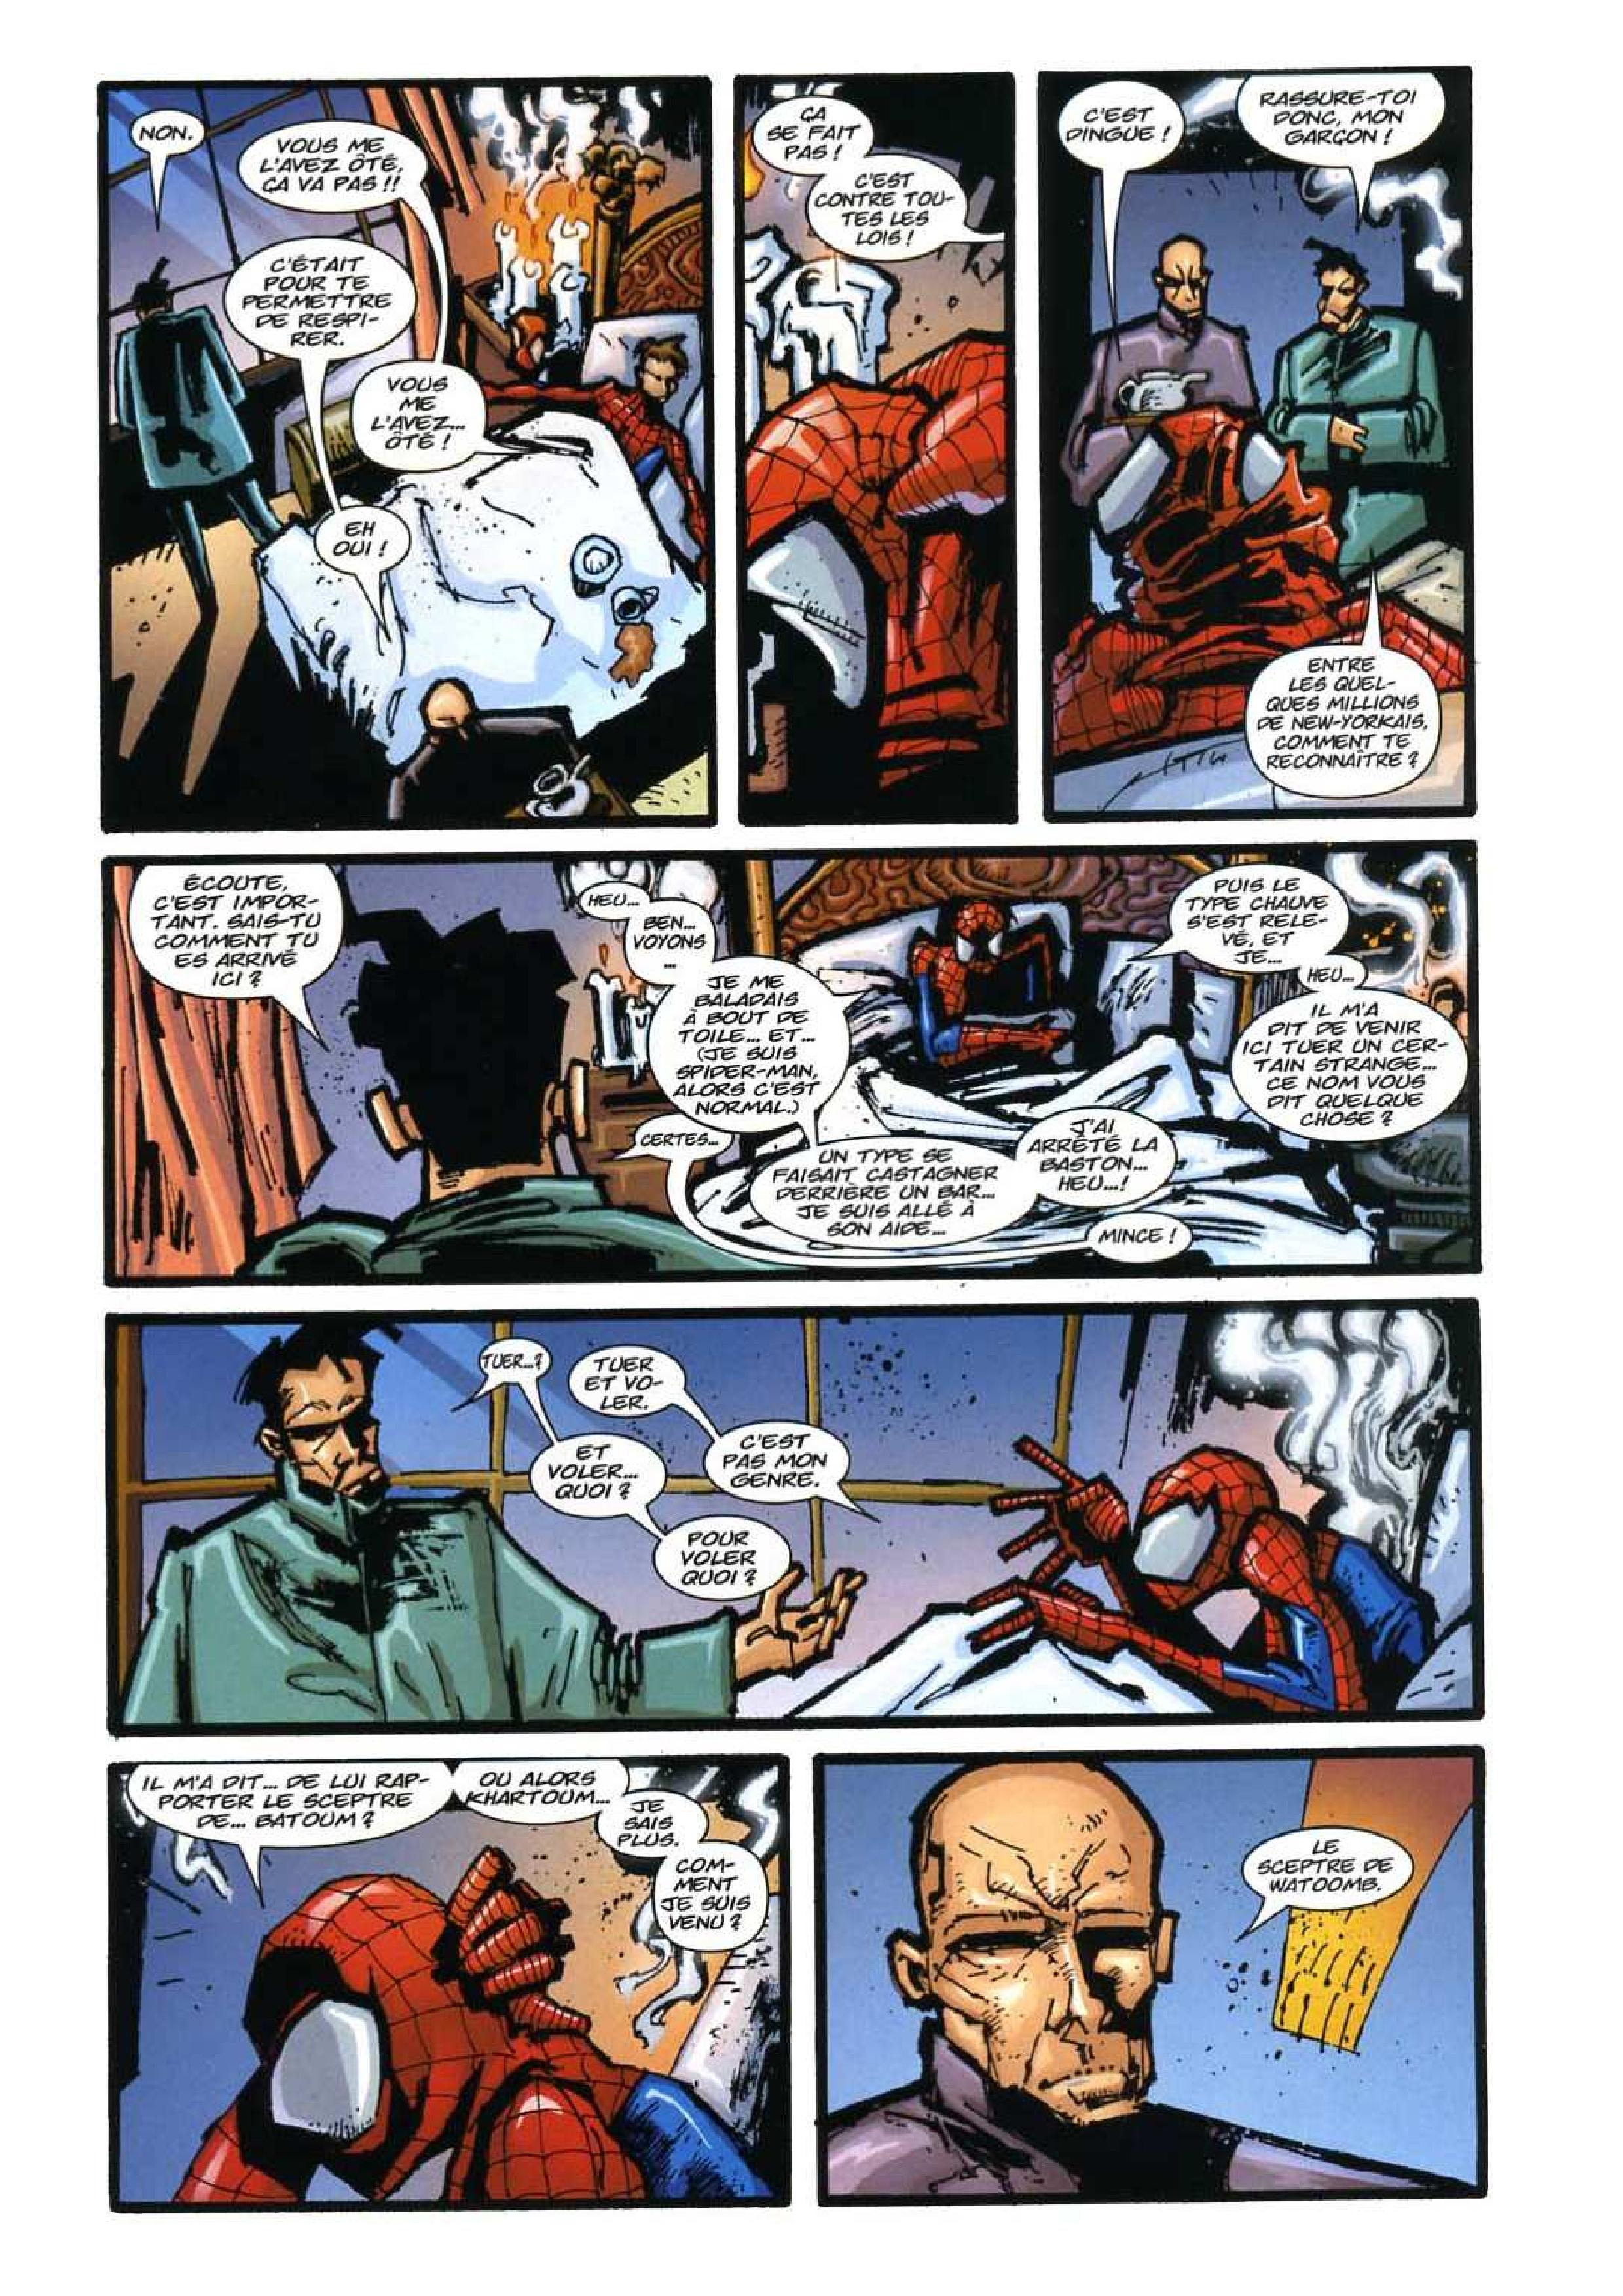 NON.
VOUS ME
L'AVEZ ÔTÉ,
ÇA VA PAS !!
C'ÉTAIT
POUR TE
PERMETTRE
DE RESPI-
RER.
VOUS
ME
L'AVEZ...
ÔTÉ !
EH
OUI !
ÇA
SE FAIT
PAS !
C'EST
CONTRE TOU-
TES LES
LOIS !
C'EST
DINGUE !
RASSURE-TOI
DONC, MON
GARÇON !
ENTRE
LES QUEL-
QUES MILLIONS
DE NEW-YORKAIS,
COMMENT TE
RECONNAÎTRE ?
ÉCOUTE,
C'EST IMPOR-
TANT. SAIS-TU
COMMENT TU
ES ARRIVÉ
ICI ?
HEU...
BEN...
VOYONS
...
JE ME
BALADAIS
À BOUT DE
TOILE... ET...
(JE SUIS
SPIDER-MAN,
ALORS C'EST
NORMAL.)
CERTES...
UN TYPE SE
FAISAIT CASTAGNER
DERRIÈRE UN BAR...
JE SUIS ALLÉ À
SON AIDE...
J'AI
ARRÊTÉ LA
BASTON...
HEU...!
MINCE !
PUIS LE
TYPE CHAUVE
S'EST RELE-
VÉ, ET
JE...
HEU...
IL M'A
DIT DE VENIR
ICI TUER UN CER-
TAIN STRANGE...
CE NOM VOUS
DIT QUELQUE
CHOSE ?
TUER...?
TUER
ET VO-
LER.
ET
VOLER...
QUOI ?
C'EST
PAS MON
GENRE.
POUR
VOLER
QUOI ?
IL M'A DIT... DE LUI RAP-
PORTER LE SCEPTRE
DE... BATOUM ?
OU ALORS
KHARTOUM...
JE
SAIS
PLUS.
COM-
MENT
JE SUIS
VENU ?
LE
SCEPTRE DE
WATOOMB.